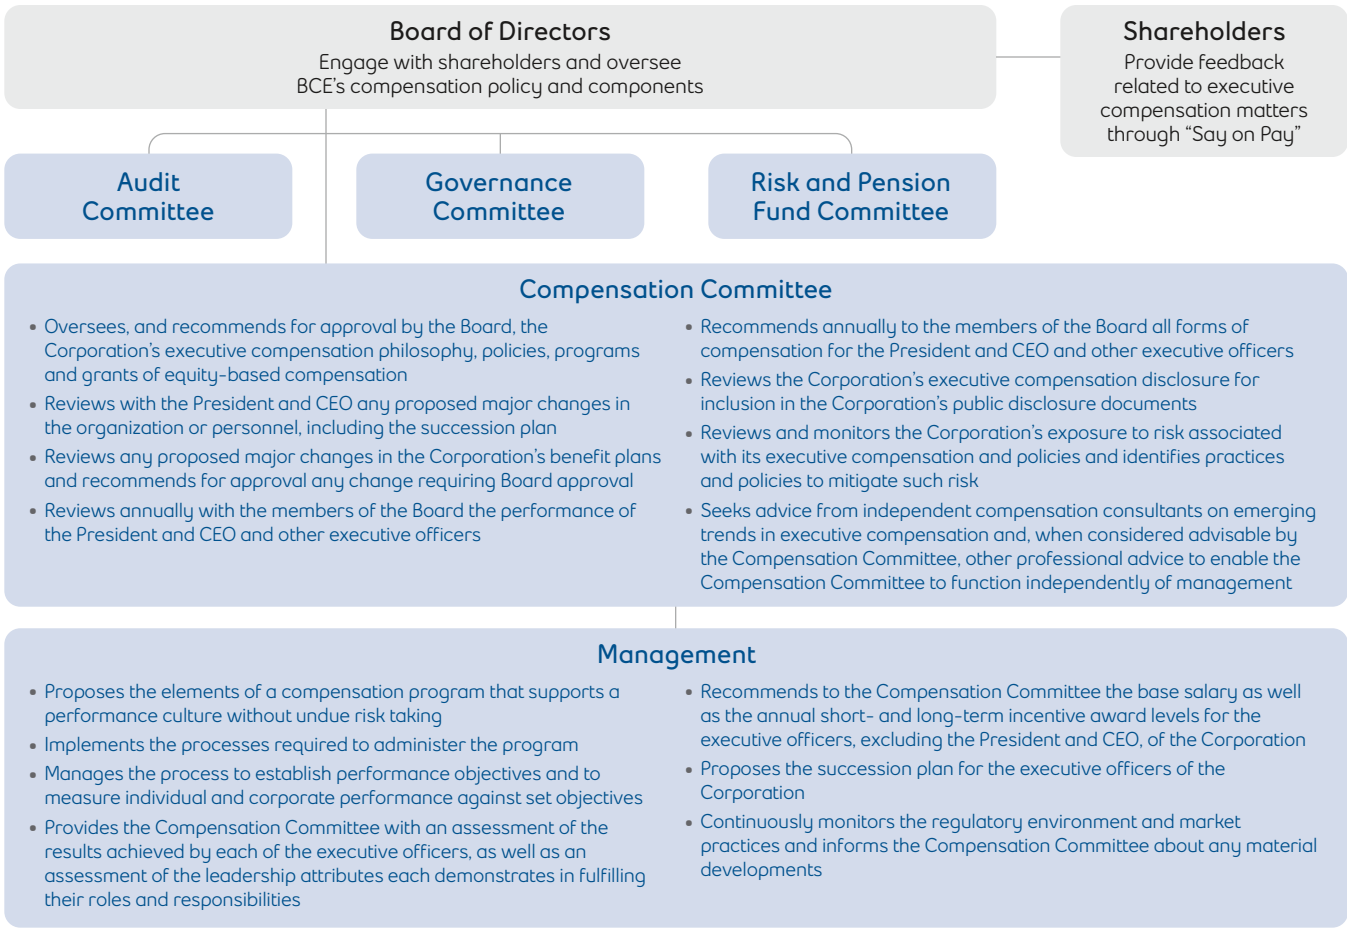 Board of Directors
Engage with shareholders and oversee
BCE’s compensation policy and components
Shareholders
Provide feedback
related to executive
compensation matters
through “Say on Pay”
Audit
Committee
Governance
Committee
Risk and Pension
Fund Committee
Compensation Committee
• Oversees, and recommends for approval by the Board, the
Corporation’s executive compensation philosophy, policies, programs
and grants of equity-based compensation
• Reviews with the President and CEO any proposed major changes in
the organization or personnel, including the succession plan
• Reviews any proposed major changes in the Corporation’s benefit plans
and recommends for approval any change requiring Board approval
• Reviews annually with the members of the Board the performance of
the President and CEO and other executive officers
• Recommends annually to the members of the Board all forms of
compensation for the President and CEO and other executive officers
• Reviews the Corporation’s executive compensation disclosure for
inclusion in the Corporation’s public disclosure documents
• Reviews and monitors the Corporation’s exposure to risk associated
with its executive compensation and policies and identifies practices
and policies to mitigate such risk
• Seeks advice from independent compensation consultants on emerging
trends in executive compensation and, when considered advisable by
the Compensation Committee, other professional advice to enable the
Compensation Committee to function independently of management
Management
• Proposes the elements of a compensation program that supports a
performance culture without undue risk taking
• Implements the processes required to administer the program
• Manages the process to establish performance objectives and to
measure individual and corporate performance against set objectives
• Provides the Compensation Committee with an assessment of the
results achieved by each of the executive officers, as well as an
assessment of the leadership attributes each demonstrates in fulfilling
their roles and responsibilities
• Recommends to the Compensation Committee the base salary as well
as the annual short- and long-term incentive award levels for the
executive officers, excluding the President and CEO, of the Corporation
• Proposes the succession plan for the executive officers of the
Corporation
• Continuously monitors the regulatory environment and market
practices and informs the Compensation Committee about any material
developments